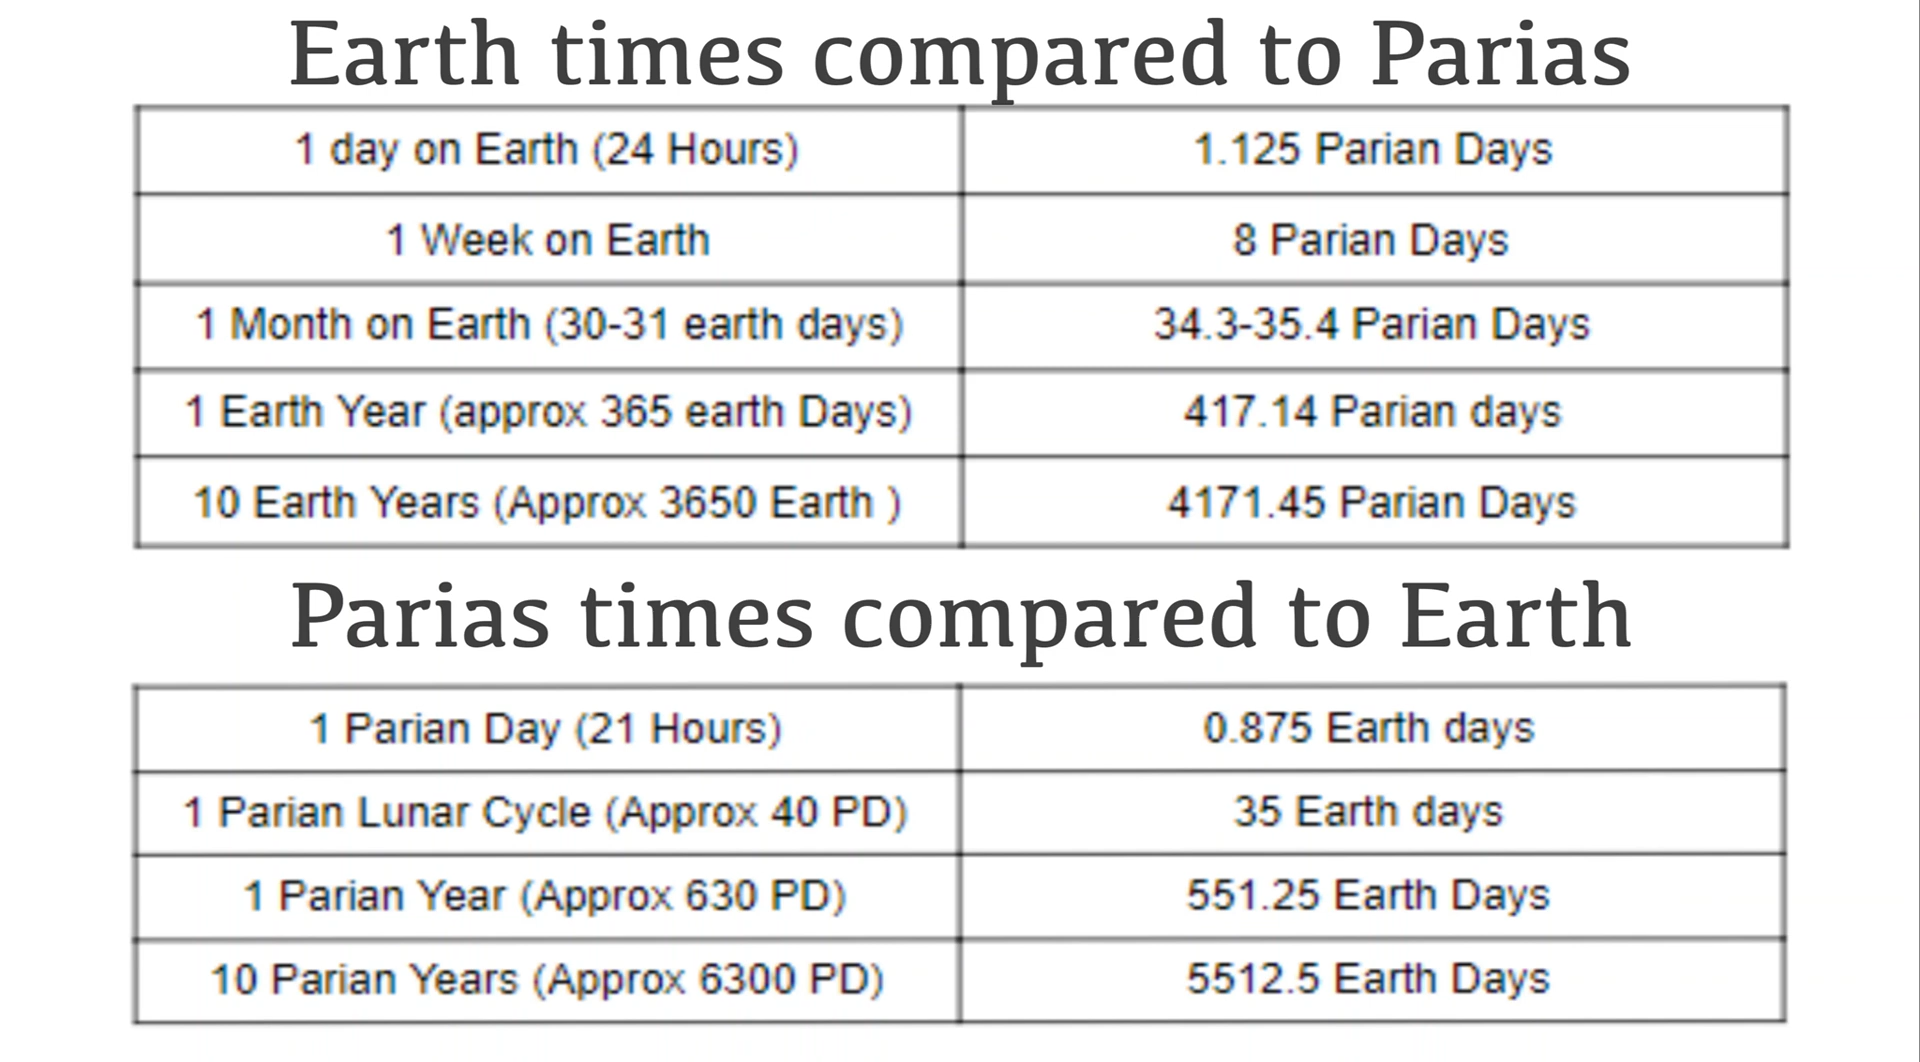 Earth times compared to Parias
1 day on Earth (24 Hours) 1.125 Parian Days
1 Week on Earth 8 Parian Days
1 Month on Earth (30-31 earth days) 34.3-35.4 Parian Days
1 Earth Year (approx 365 earth Days) 417.14 Parian days
10 Earth Years (Approx 3650 Earth ) 4171.45 Parian Days
Parias times compared to Earth
1 Parian Day (21 Hours) 0.875 Earth days
1 Parian Lunar Cycle (Approx 40 PD) 35 Earth days
1 Parian Year (Approx 630 PD) 551.25 Earth Days
10 Parian Years (Approx 6300 PD) 5512.5 Earth Days